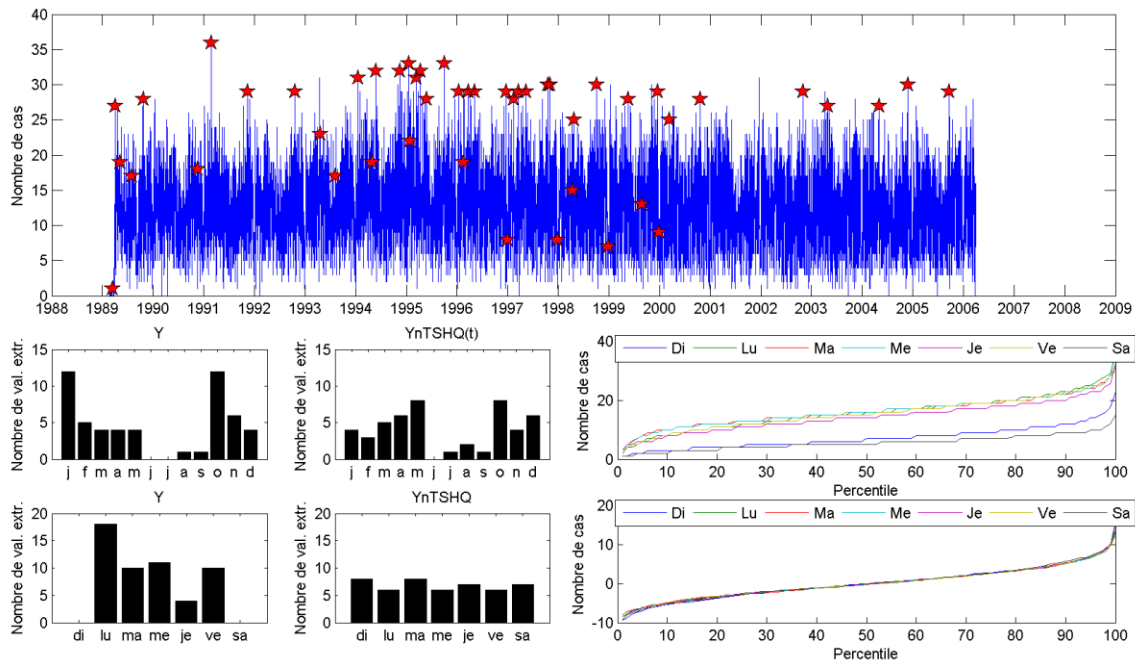 40
35
30
25
20
15
10
5
0
Nombre de cas
1988 1989 1990 1991 1992 1993 1994 1995 1996 1997 1998 1999 2000 2001 2002 2003 2004 2005 2006 2007 2008 2009
Y
15
10
5
0
Nombre de val. extr.
j f m a m j j a s o n d
YnTSHQ(t)
15
10
5
0
Nombre de val. extr.
j f m a m j j a s o n d
40
20
0
Nombre de cas
Di Lu Ma Me Je Ve Sa
0 10 20 30 40 50 60 70 80 90 100
Percentile
Y
20
15
10
5
0
Nombre de val. extr.
di lu ma me je ve sa
YnTSHQ
20
15
10
5
0
Nombre de val. extr.
di lu ma me je ve sa
20
10
0
-10
Nombre de cas
Di Lu Ma Me Je Ve Sa
0 10 20 30 40 50 60 70 80 90 100
Percentile